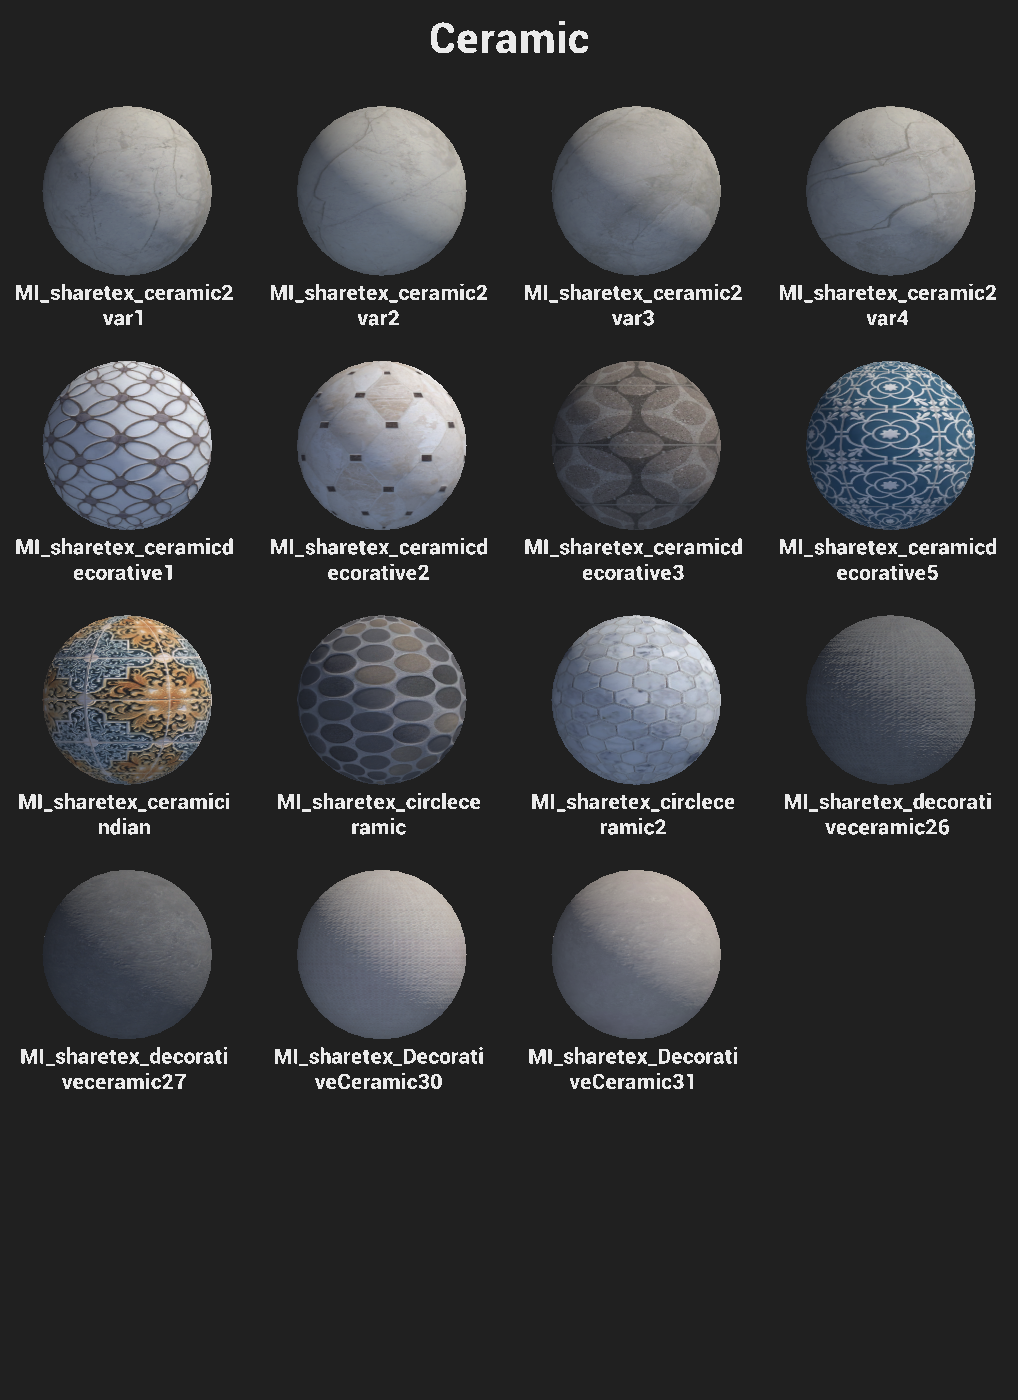 Ceramic
MI_sharetex_ceramic2
var1
MI_sharetex_ceramic2
var2
MI_sharetex_ceramic2
var3
MI_sharetex_ceramic2
var4
MI_sharetex_ceramicd
ecorative1
MI_sharetex_ceramicd
ecorative2
MI_sharetex_ceramicd
ecorative3
MI_sharetex_ceramicd
ecorative5
MI_sharetex_ceramici
ndian
MI_sharetex_circlece
ramic
MI_sharetex_circlece
ramic2
MI_sharetex_decorati
veceramic26
MI_sharetex_decorati
veceramic27
MI_sharetex_Decorati
veCeramic30
MI_sharetex_Decorati
veCeramic31